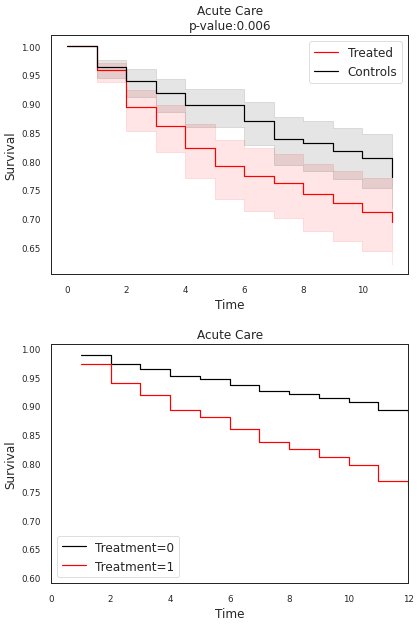 Acute Care
p-value:0.006
1.00
0.95
0.90
0.85
0.80
0.75
0.70
0.65
Survival
Treated
Controls
0
2
4
6
8
10
Time
Acute Care
1.00
0.95
0.90
0.85
0.80
0.75
0.70
0.65
0.60
Survival
Treatment=0
Treatment=1
0
2
4
6
8
10
12
Time